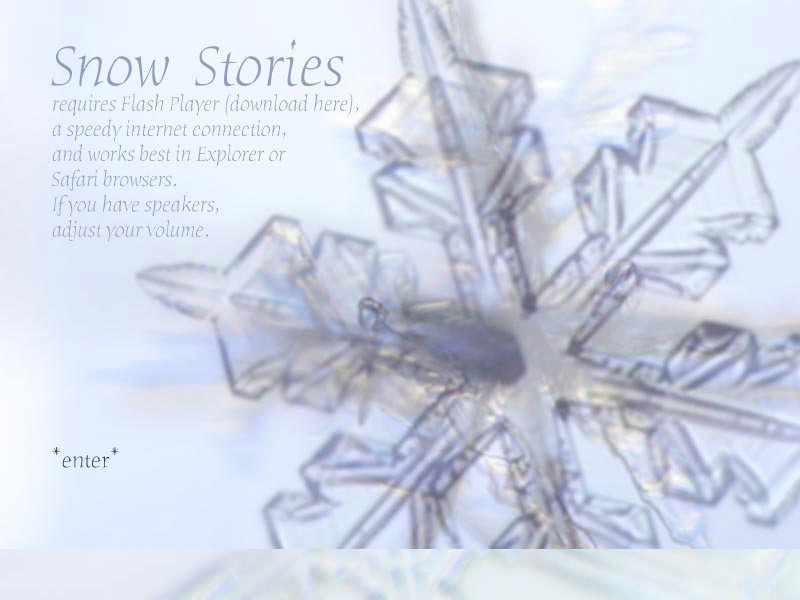 Snow Stories
requires Flash Player (download here),
a speedy internet connection,
and works best in Explorer or
Safari browsers.
If you have speakers,
adjust your volume.
*enter*